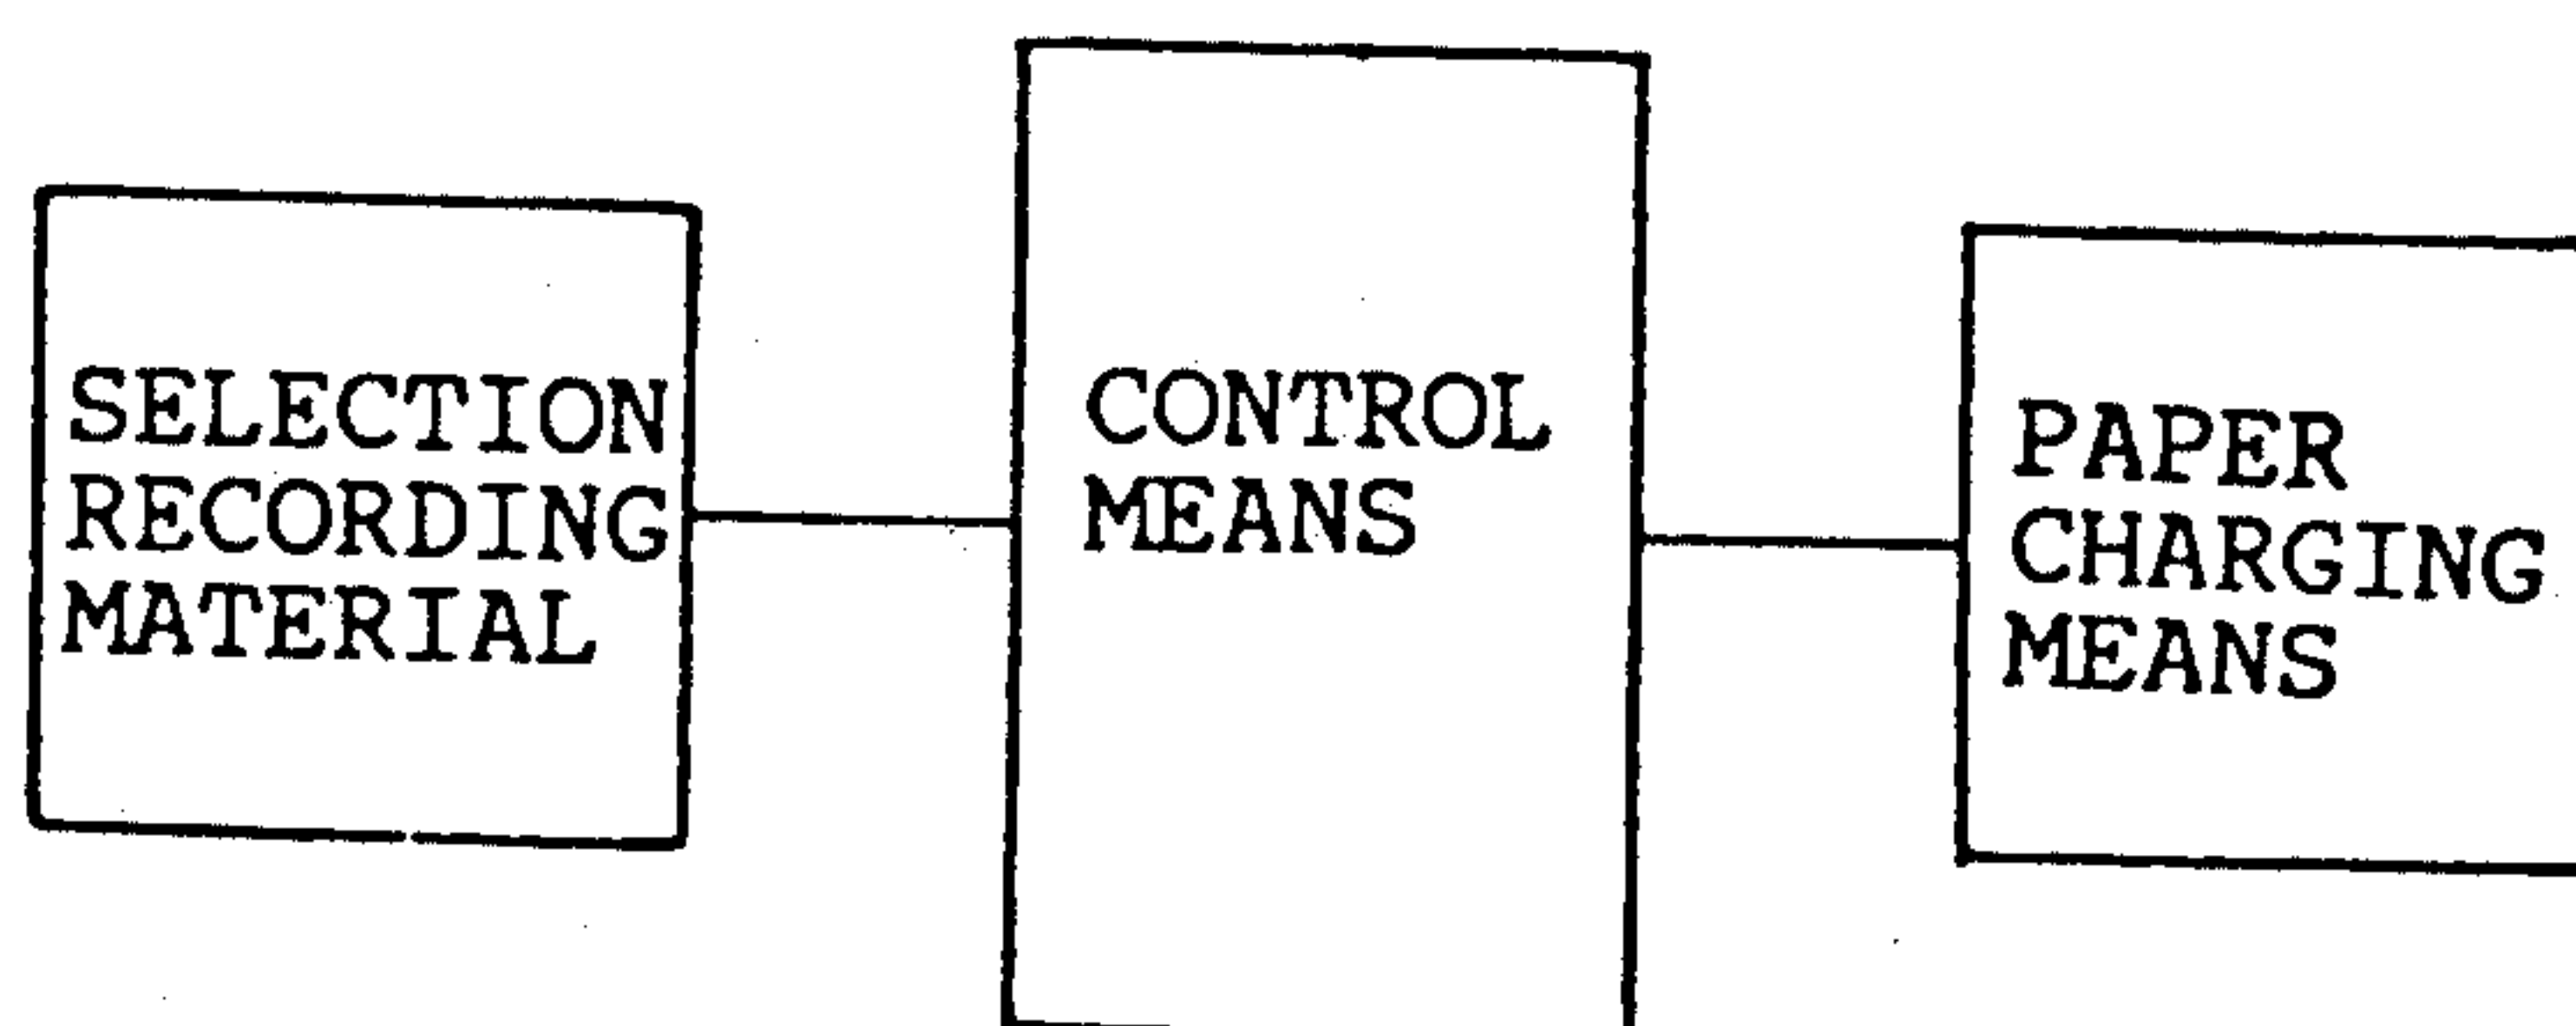 SELECTION
RECORDING
MATERIAL
CONTROL
MEANS
PAPER
CHARGING
MEANS